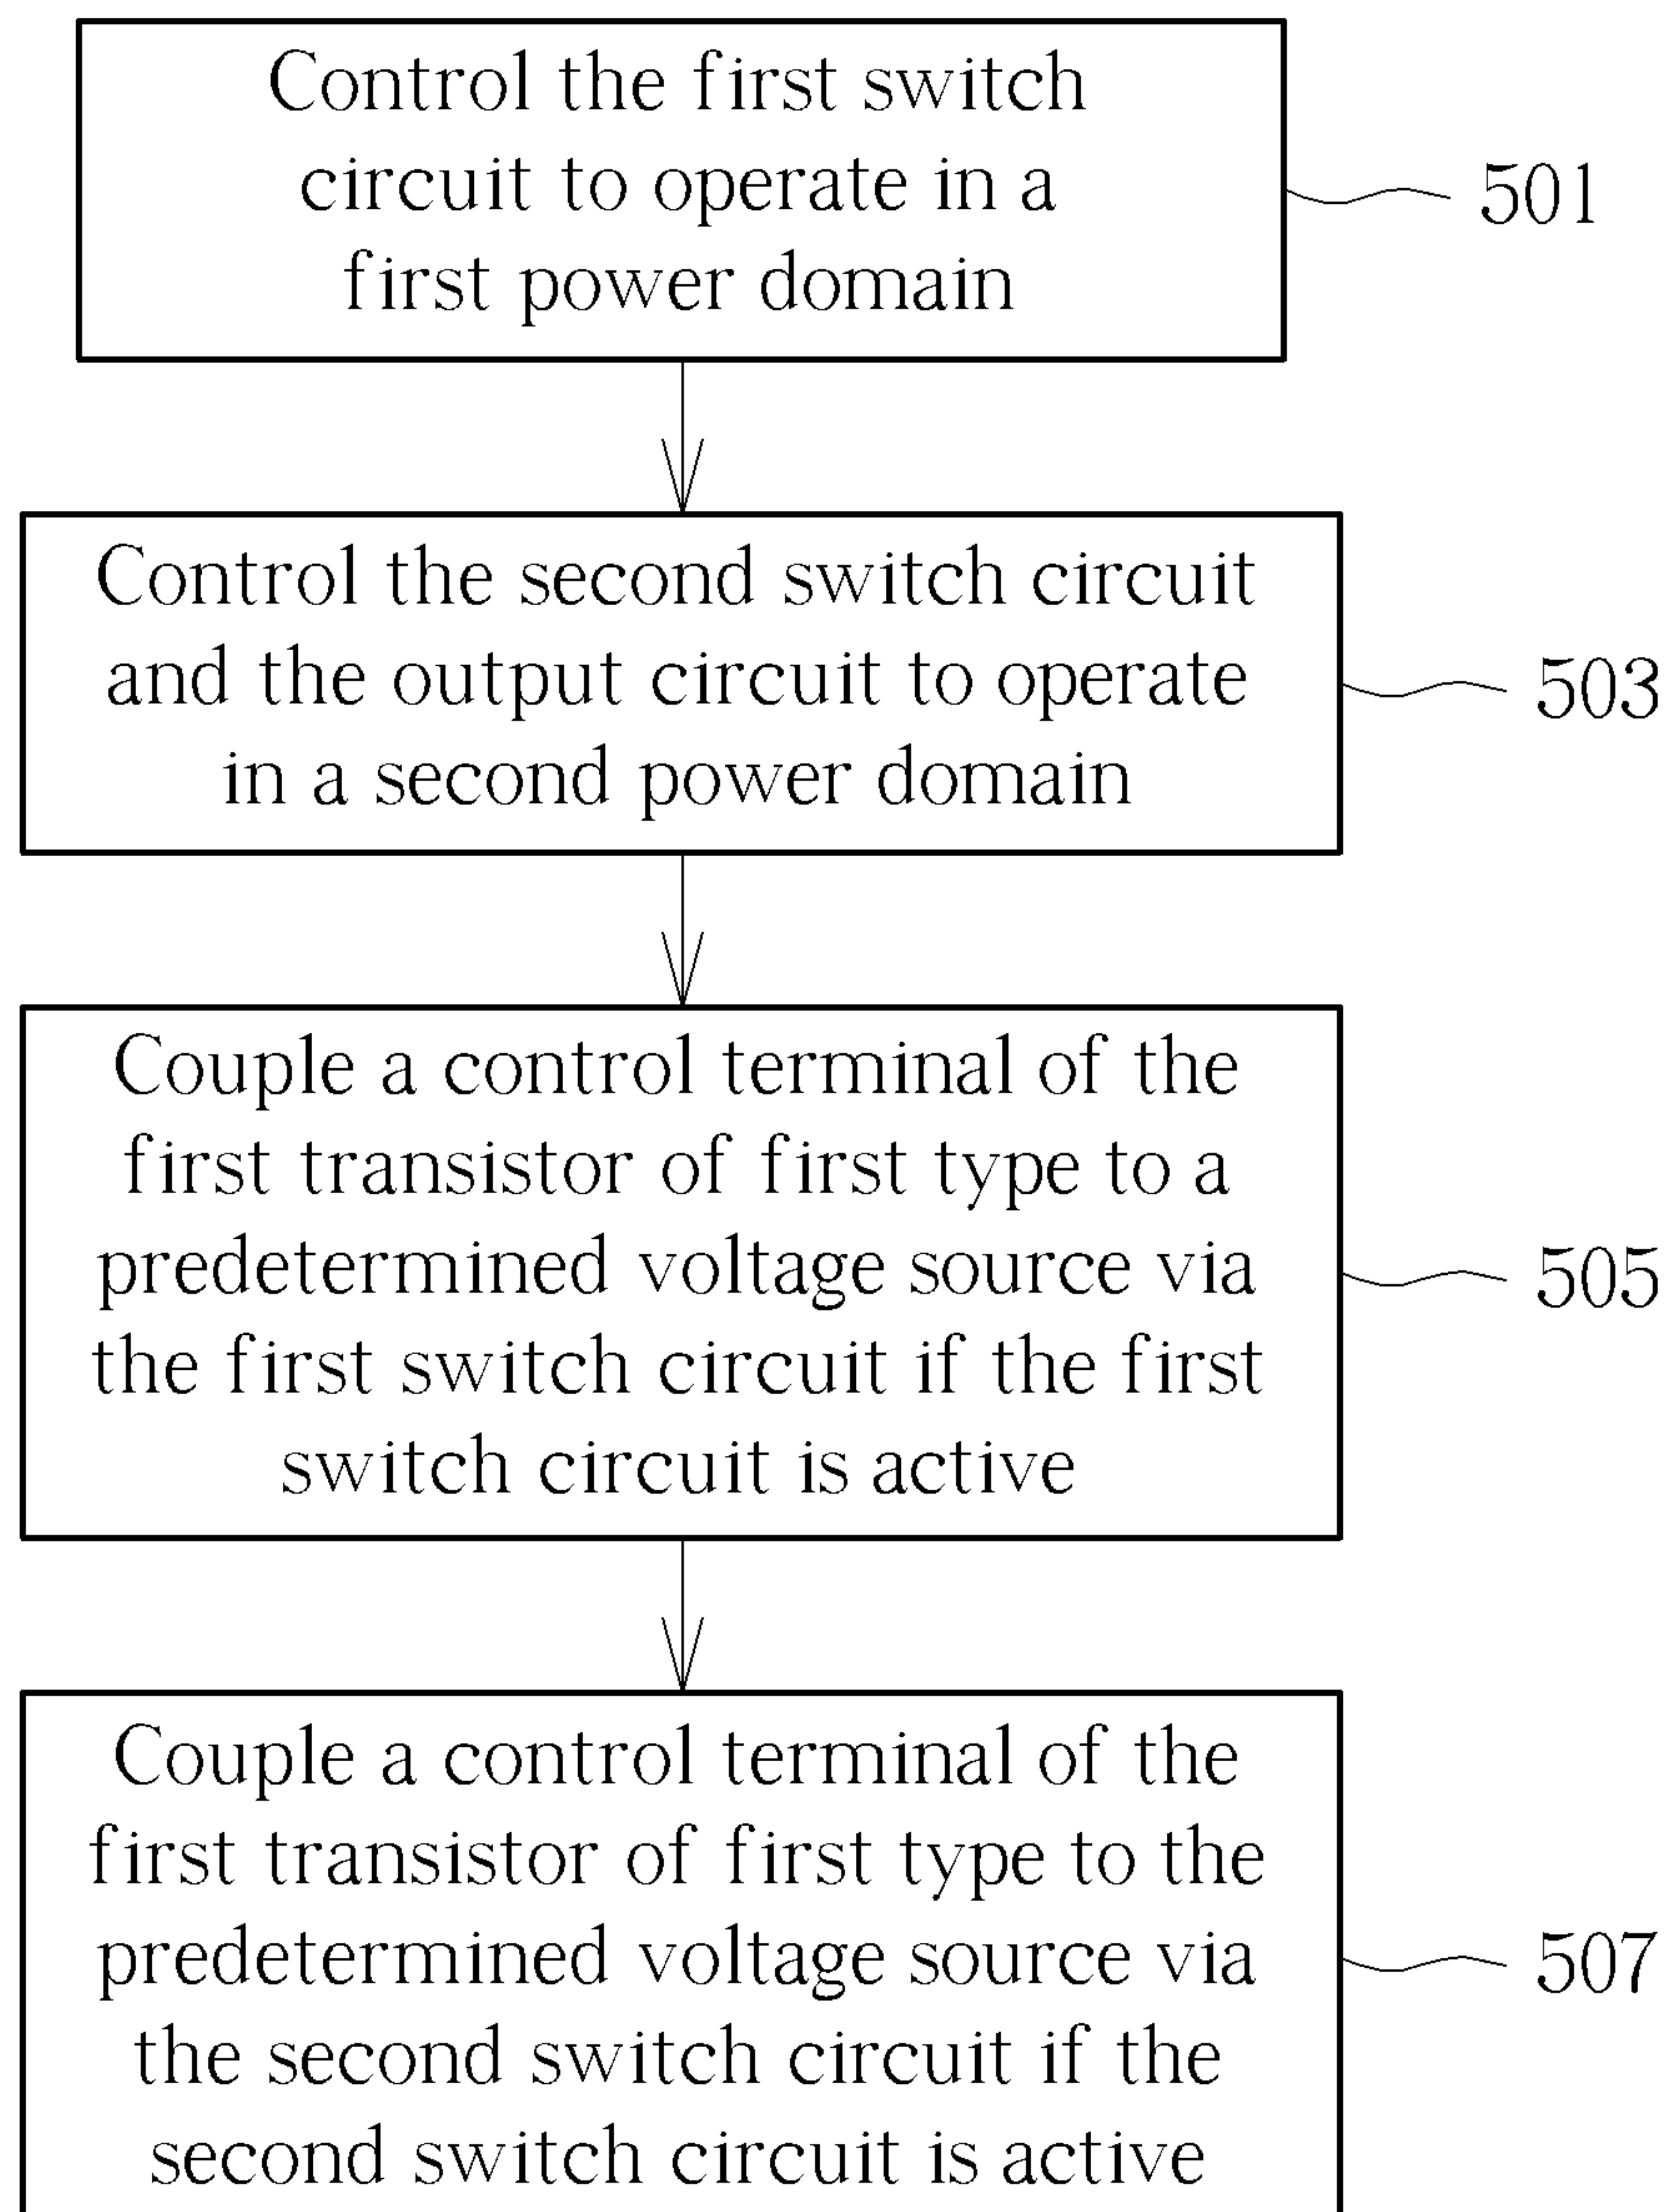 Control the first switch
circuit to operate in a
first power domain
501
Control the second switch circuit
and the output circuit to operate
in a second power domain
503
Couple a control terminal of the
first transistor of first type to a
predetermined voltage source via
the first switch circuit if the first
switch circuit is active
505
Couple a control terminal of the
first transistor of first type to the
predetermined voltage source via
the second switch circuit if the
second switch circuit is active
507